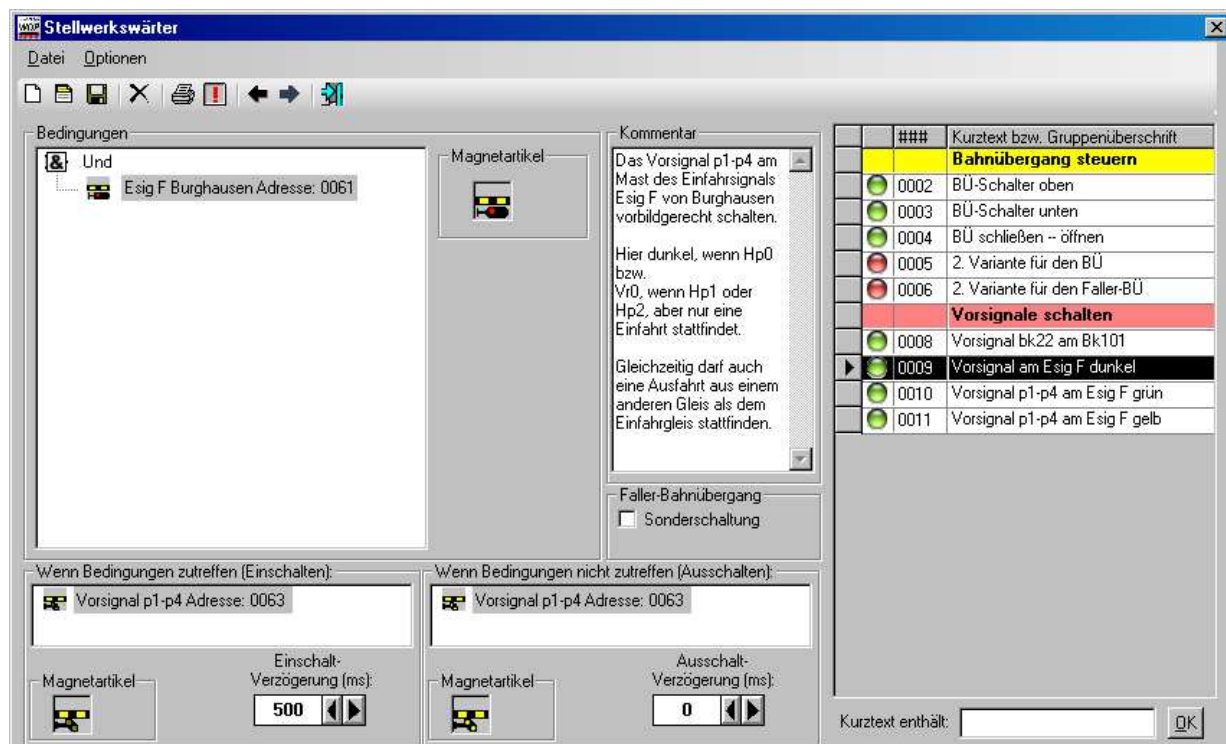 Stellwerkswärter
Datei Optionen
Bedingungen
& Und
Esig F Burghausen Adresse: 0061
Magnetartikel
Kommentar
Das Vorsignal p1-p4 am
Mast des Einfahrsignals
Esig F von Burghausen
vorbildgerecht schalten.
Hier dunkel, wenn Hp0
bzw.
Vr0, wenn Hp1 oder
Hp2, aber nur eine
Einfahrt stattfindet.
Gleichzeitig darf auch
eine Ausfahrt aus einem
anderen Gleis als dem
Einfahrgleis stattfinden.
Faller-Bahnübergang
Sonderschaltung
Wenn Bedingungen zutreffen (Einschalten):
Vorsignal p1-p4 Adresse: 0063
Magnetartikel
Einschalt-
Verzögerung (ms):
500
Wenn Bedingungen nicht zutreffen (Ausschalten):
Vorsignal p1-p4 Adresse: 0063
Magnetartikel
Ausschalt-
Verzögerung (ms):
0
### Kurztext bzw. Gruppenüberschrift
Bahnübergang steuern
0002 BÜ-Schalter oben
0003 BÜ-Schalter unten
0004 BÜ schließen -- öffnen
0005 2. Variante für den BÜ
0006 2. Variante für den Faller-BÜ
Vorsignale schalten
0008 Vorsignal bk22 am Bk101
0009 Vorsignal am Esig F dunkel
0010 Vorsignal p1-p4 am Esig F grün
0011 Vorsignal p1-p4 am Esig F gelb
Kurztext enthält: OK